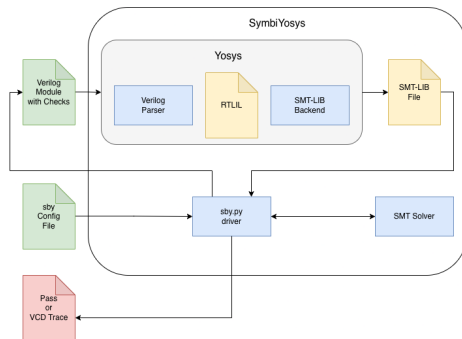 SymbiYosys
Yosys
Verilog
Module
with Checks
Verilog
Parser
RTLIL
SMT-LIB
Backend
SMT-LIB
File
sby
Config
File
sby.py
driver
SMT Solver
Pass
or
VCD Trace